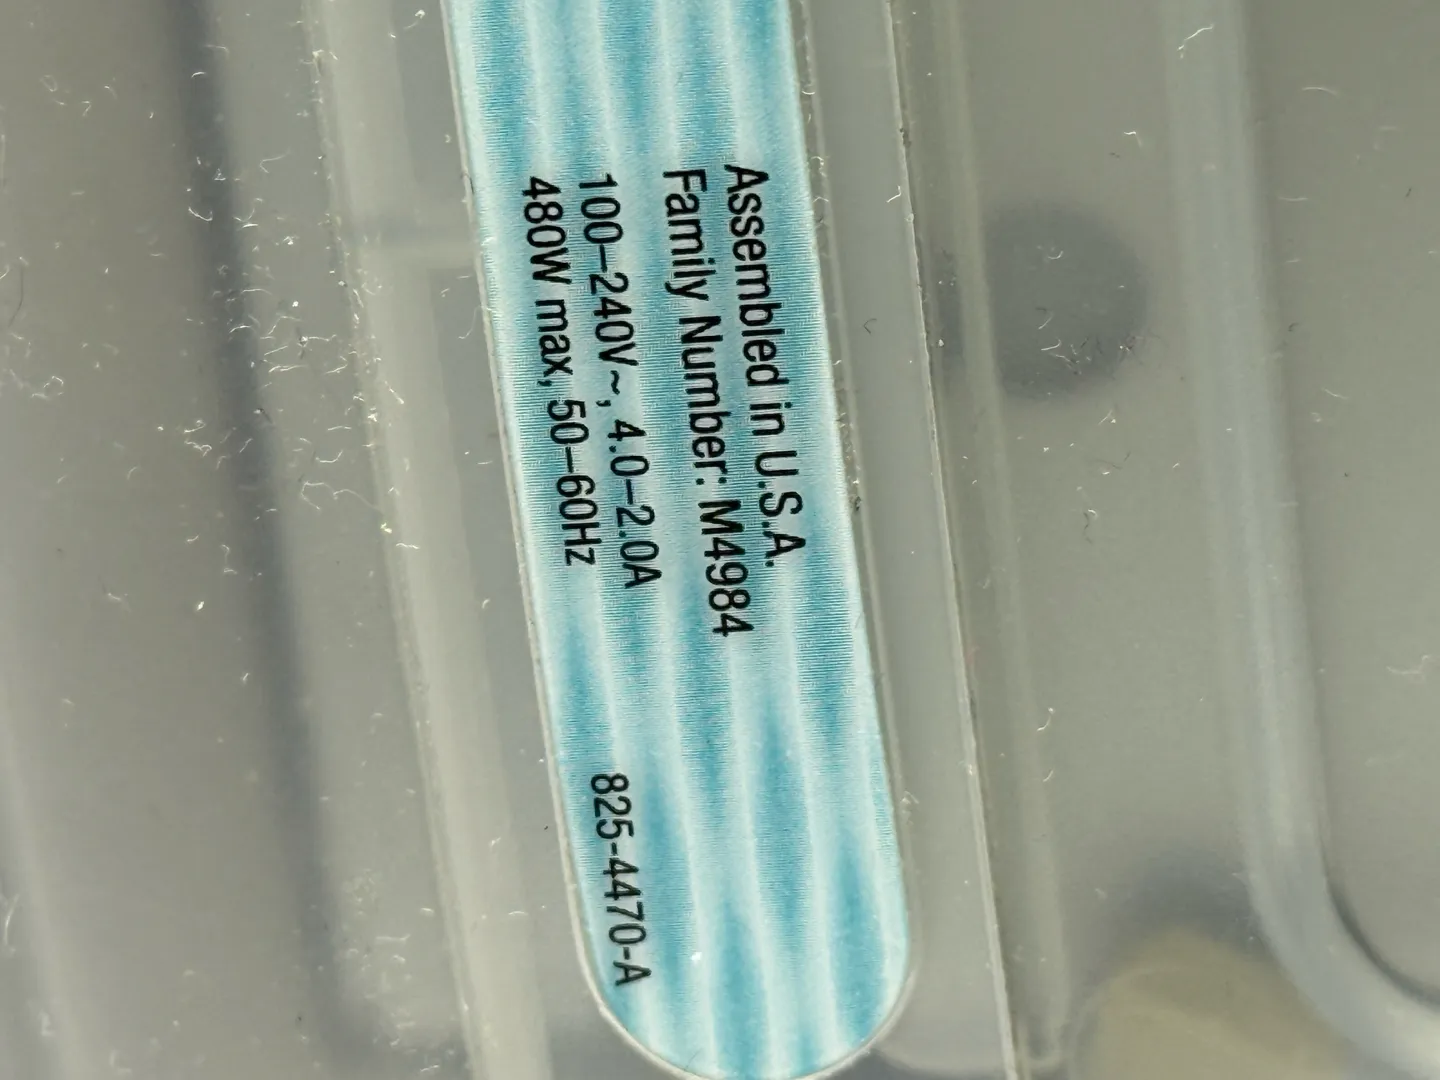 Assembled in U.S.A.
Family Number: M4984
100–240V~, 4.0–2.0A
480W max, 50–60Hz
825-4470-A